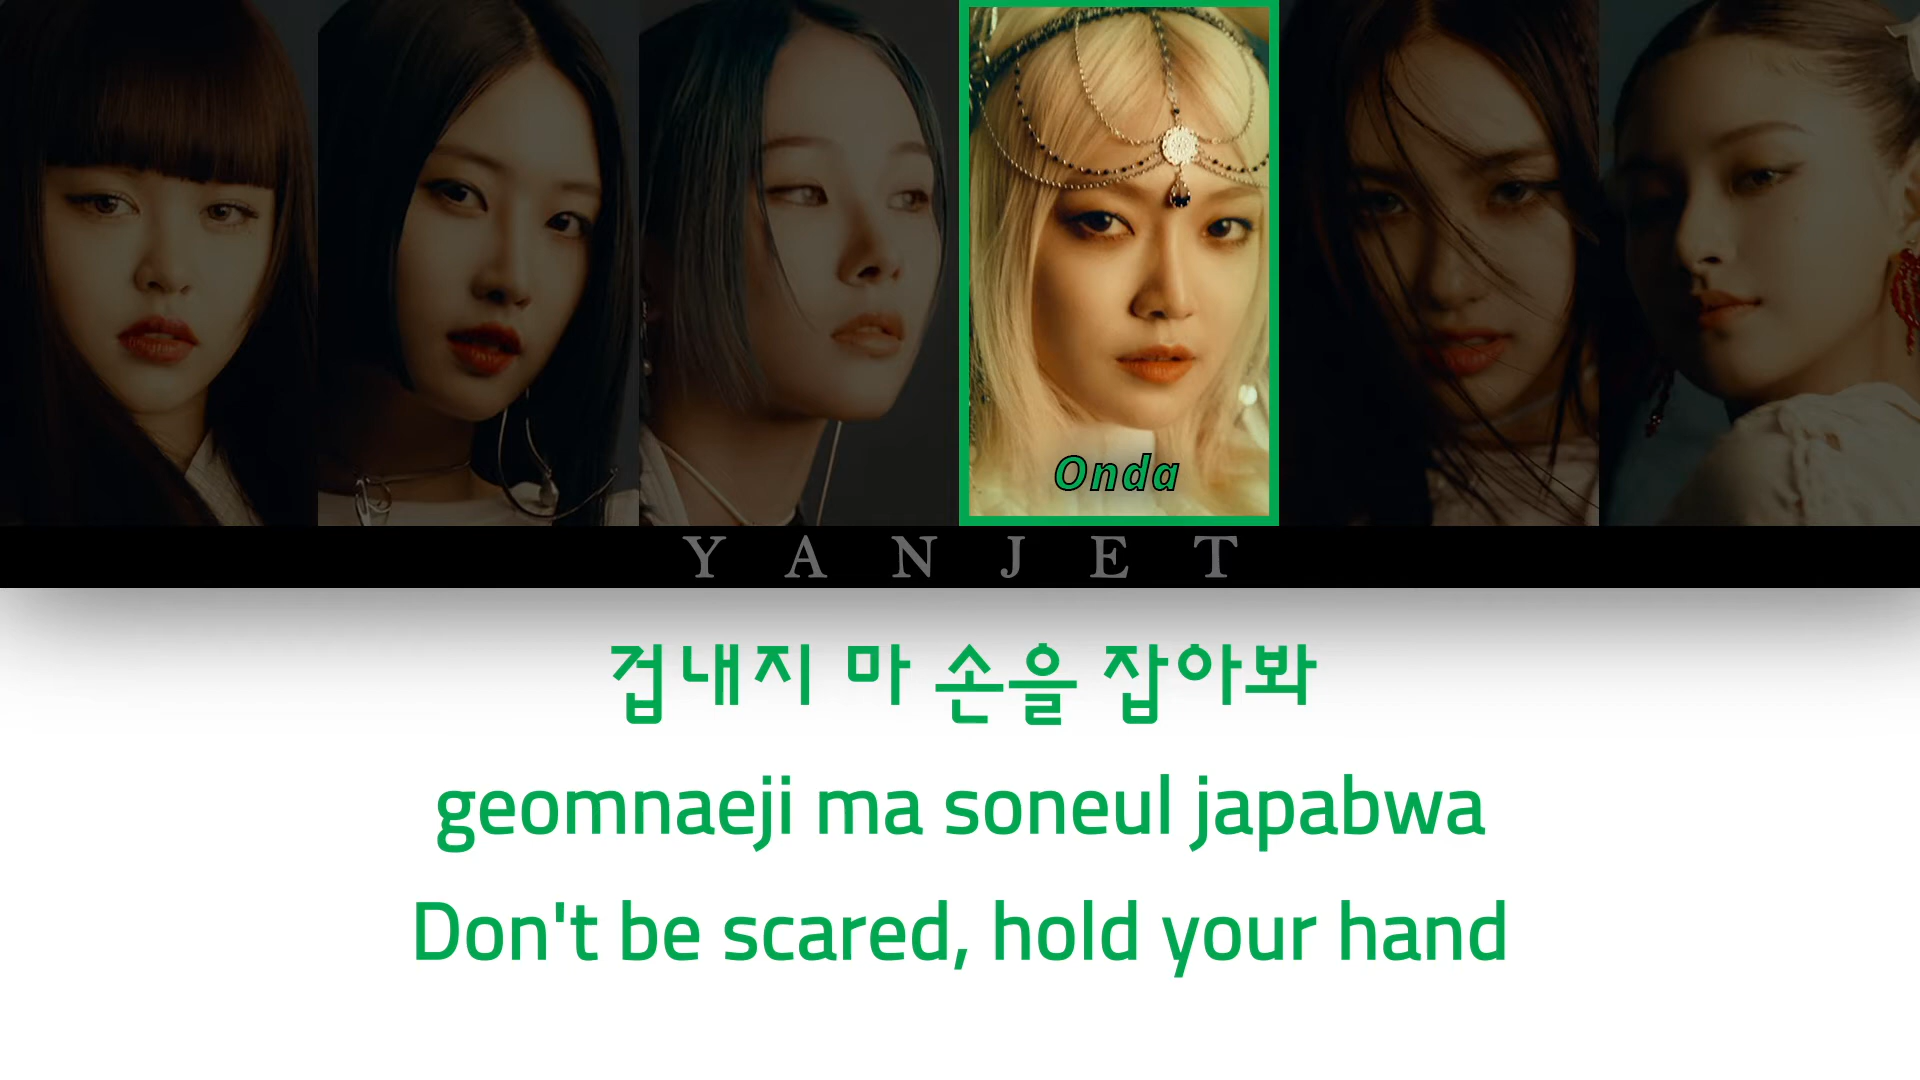 Onda
YANJET
겁내지 마 손을 잡아봐
geomnaeji ma soneul japabwa
Don't be scared, hold your hand